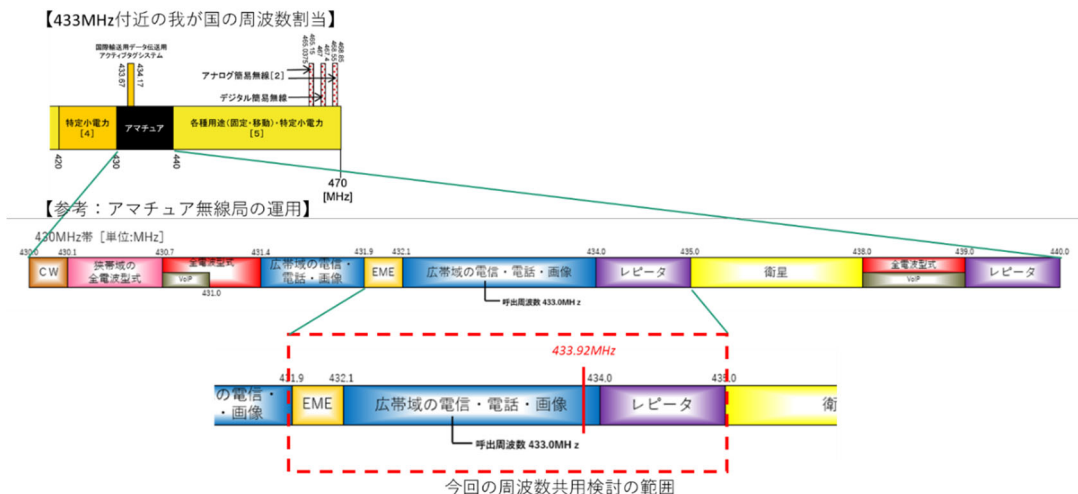 【433MHz付近の我が国の周波数割当】
国際輸送用データ伝送用
アクティブタグシステム
433.67
434.17
465.0375
465.15
467
467.4
468.55
468.85
アナログ簡易無線[2]
デジタル簡易無線
特定小電力
[4]
アマチュア
各種用途(固定・移動)・特定小電力
[5]
420
430
440
470
[MHz]
【参考：アマチュア無線局の運用】
430MHz帯 [単位:MHz]
430.0
430.1
430.7
431.4
431.9
432.1
434.0
435.0
438.0
439.0
440.0
CW
狭帯域の
全電波型式
全電波型式
VoIP
431.0
広帯域の電信・
電話・画像
EME
広帯域の電信・電話・画像
レピータ
衛星
全電波型式
VoIP
レピータ
呼出周波数 433.0MHz
433.92MHz
431.9
432.1
434.0
435.0
の電信・
・画像
EME
広帯域の電信・電話・画像
レピータ
衛
呼出周波数 433.0MHz
今回の周波数共用検討の範囲